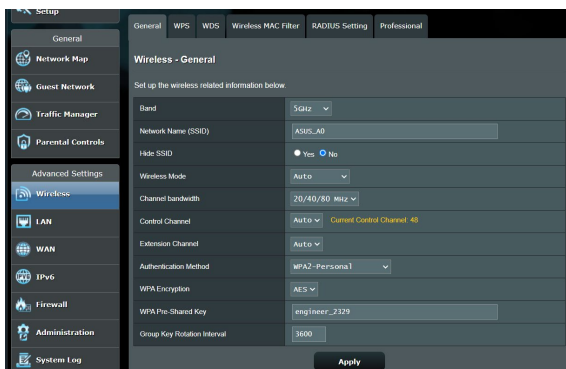 Setup
General
Network Map
Guest Network
Traffic Manager
Parental Controls
Advanced Settings
Wireless
LAN
WAN
IPv6
Firewall
Administration
System Log
General WPS WDS Wireless MAC Filter RADIUS Setting Professional
Wireless - General
Set up the wireless related information below.
Band 5GHz
Network Name (SSID) ASUS_A0
Hide SSID Yes No
Wireless Mode Auto
Channel bandwidth 20/40/80 MHz
Control Channel Auto Current Control Channel: 48
Extension Channel Auto
Authentication Method WPA2-Personal
WPA Encryption AES
WPA Pre-Shared Key engineer_2329
Group Key Rotation Interval 3600
Apply